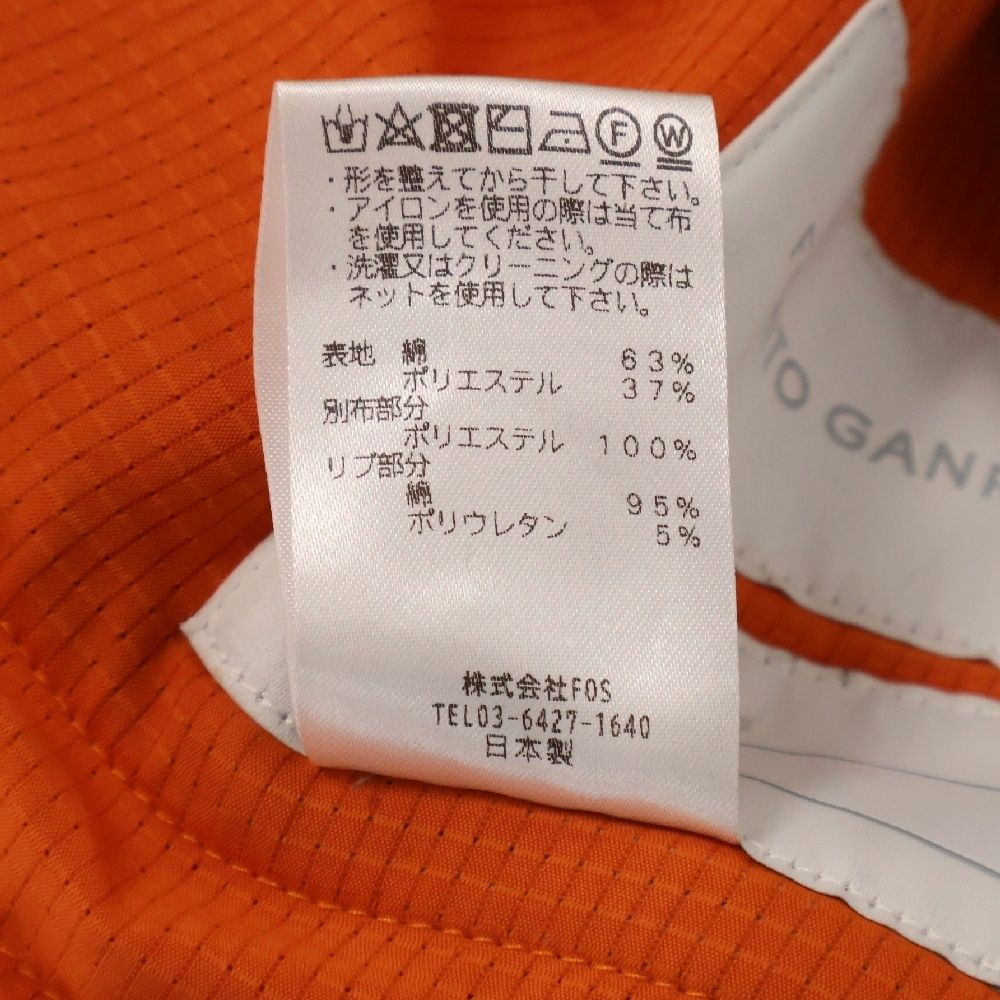 F W
・形を整えてから干して下さい。
・アイロンを使用の際は当て布
を使用してください。
・洗濯又はクリーニングの際は
ネットを使用して下さい。
表地 綿 63%
ポリエステル 37%
別布部分
ポリエステル 100%
リブ部分
綿 95%
ポリウレタン 5%
株式会社FOS
TEL03-6427-1640
日本製
TO GAN